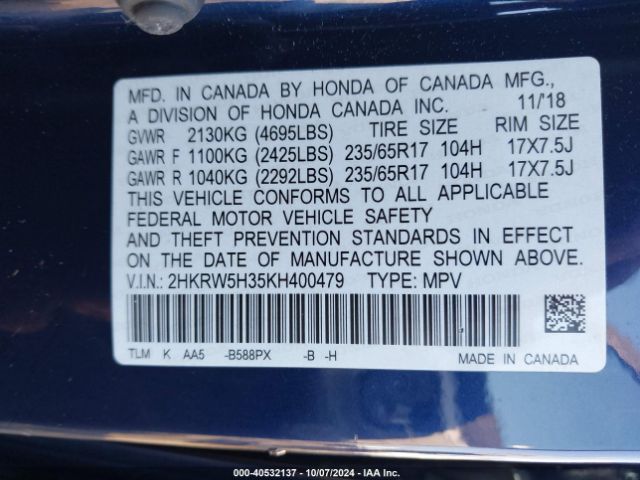 MFD. IN CANADA BY HONDA OF CANADA MFG.,
A DIVISION OF HONDA CANADA INC. 11/'18
GVWR 2130KG (4695LBS) TIRE SIZE RIM SIZE
GAWR F 1100KG (2425LBS) 235/65R17 104H 17X7.5J
GAWR R 1040KG (2292LBS) 235/65R17 104H 17X7.5J
THIS VEHICLE CONFORMS TO ALL APPLICABLE
FEDERAL MOTOR VEHICLE SAFETY
AND THEFT PREVENTION STANDARDS IN EFFECT
ON THE DATE OF MANUFACTURE SHOWN ABOVE.
V.I.N.: 2HKRW5H35KH400479 TYPE: MPV
TLM K AA5 -B588PX -B -H MADE IN CANADA
000-40532137 - 10/07/2024 - IAA Inc.